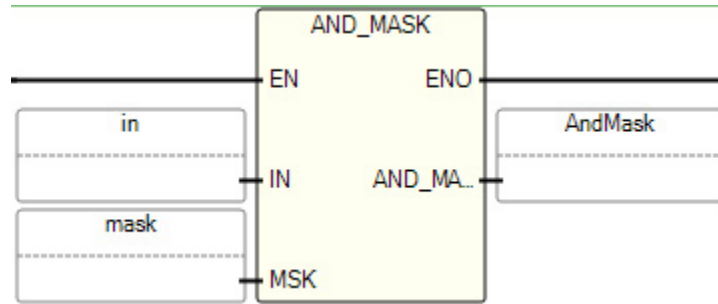 AND_MASK
EN ENO
in AndMask
IN AND_MA...
mask
MSK